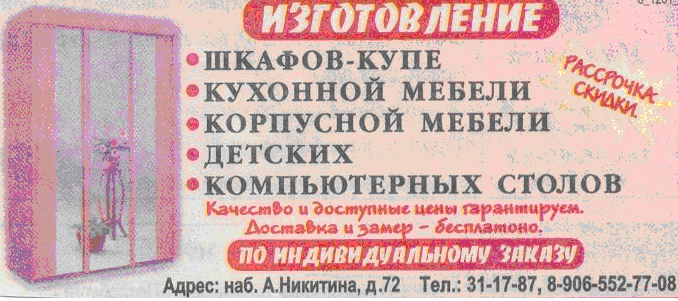 ИЗГОТОВЛЕНИЕ
• ШКАФОВ-КУПЕ
• КУХОННОЙ МЕБЕЛИ
• КОРПУСНОЙ МЕБЕЛИ
• ДЕТСКИХ
• КОМПЬЮТЕРНЫХ СТОЛОВ
РАССРОЧКА.
СКИДКИ.
Качество и доступные цены гарантируем.
Доставка и замер - бесплатоно.
ПО ИНДИВИДУАЛЬНОМУ ЗАКАЗУ
Адрес: наб. А.Никитина, д.72 Тел.: 31-17-87, 8-906-552-77-08